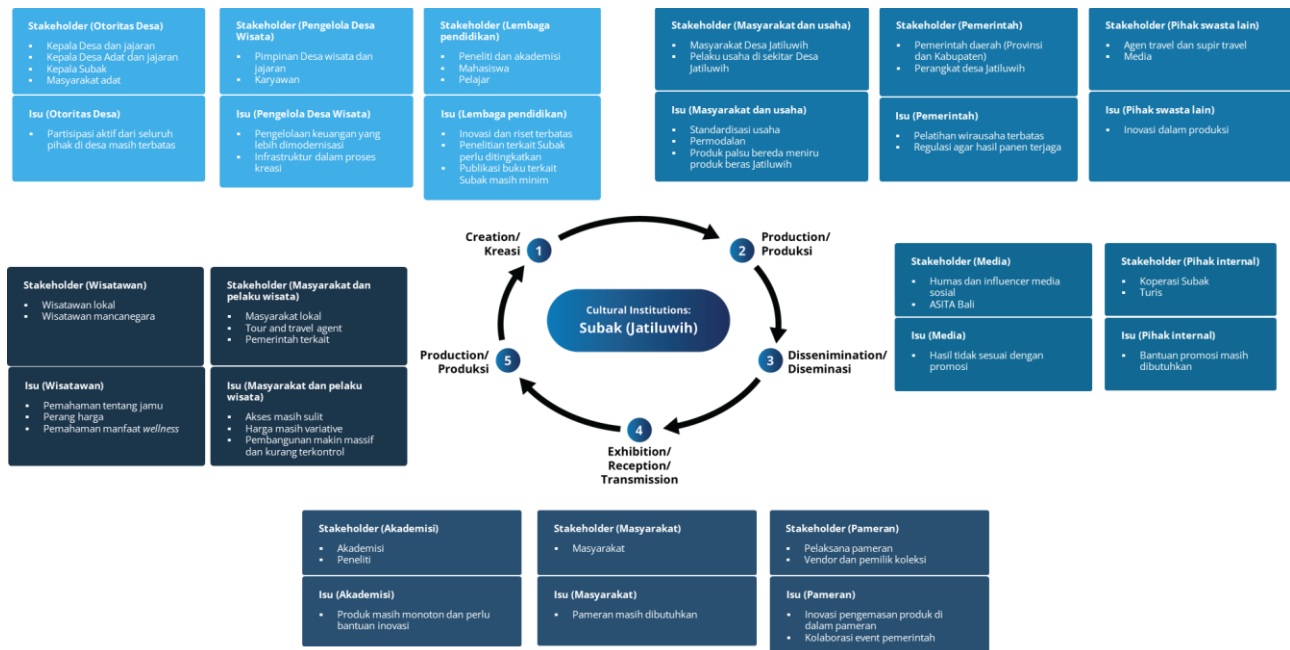 Stakeholder (Otoritas Desa)
▪ Kepala Desa dan jajaran
▪ Kepala Desa Adat dan jajaran
▪ Kepala Subak
▪ Masyarakat adat
Isu (Otoritas Desa)
▪ Partisipasi aktif dari seluruh
pihak di desa masih terbatas
Stakeholder (Pengelola Desa
Wisata)
▪ Pimpinan Desa wisata dan
jajaran
▪ Karyawan
Isu (Pengelola Desa Wisata)
▪ Pengelolaan keuangan yang
lebih dimodernisasi
▪ Infrastruktur dalam proses
kreasi
Stakeholder (Lembaga
pendidikan)
▪ Peneliti dan akademisi
▪ Mahasiswa
▪ Pelajar
Isu (Lembaga pendidikan)
▪ Inovasi dan riset terbatas
▪ Penelitian terkait Subak
perlu ditingkatkan
▪ Publikasi buku terkait
Subak masih minim
Stakeholder (Masyarakat dan usaha)
▪ Masyarakat Desa Jatiluwih
▪ Pelaku usaha di sekitar Desa
Jatiluwih
Isu (Masyarakat dan usaha)
▪ Standardisasi usaha
▪ Permodalan
▪ Produk palsu bereda meniru
produk beras Jatiluwih
Stakeholder (Pemerintah)
▪ Pemerintah daerah (Provinsi
dan Kabupaten)
▪ Perangkat desa Jatiluwih
Isu (Pemerintah)
▪ Pelatihan wirausaha terbatas
▪ Regulasi agar hasil panen terjaga
Stakeholder (Pihak swasta lain)
▪ Agen travel dan supir travel
▪ Media
Isu (Pihak swasta lain)
▪ Inovasi dalam produksi
Creation/
Kreasi
1
2
Production/
Produksi
Cultural Institutions:
Subak (Jatiluwih)
Production/
Produksi
5
3
Dissenimination/
Diseminasi
4
Exhibition/
Reception/
Transmission
Stakeholder (Media)
▪ Humas dan influencer media
sosial
▪ ASITA Bali
Isu (Media)
▪ Hasil tidak sesuai dengan
promosi
Stakeholder (Pihak internal)
▪ Koperasi Subak
▪ Turis
Isu (Pihak internal)
▪ Bantuan promosi masih
dibutuhkan
Stakeholder (Wisatawan)
▪ Wisatawan lokal
▪ Wisatawan mancanegara
Isu (Wisatawan)
▪ Pemahaman tentang jamu
▪ Perang harga
▪ Pemahaman manfaat wellness
Stakeholder (Masyarakat dan
pelaku wisata)
▪ Masyarakat lokal
▪ Tour and travel agent
▪ Pemerintah terkait
Isu (Masyarakat dan pelaku
wisata)
▪ Akses masih sulit
▪ Harga masih variative
▪ Pembangunan makin massif
dan kurang terkontrol
Stakeholder (Akademisi)
▪ Akademisi
▪ Peneliti
Isu (Akademisi)
▪ Produk masih monoton dan perlu
bantuan inovasi
Stakeholder (Masyarakat)
▪ Masyarakat
Isu (Masyarakat)
▪ Pameran masih dibutuhkan
Stakeholder (Pameran)
▪ Pelaksana pameran
▪ Vendor dan pemilik koleksi
Isu (Pameran)
▪ Inovasi pengemasan produk di
dalam pameran
▪ Kolaborasi event pemerintah